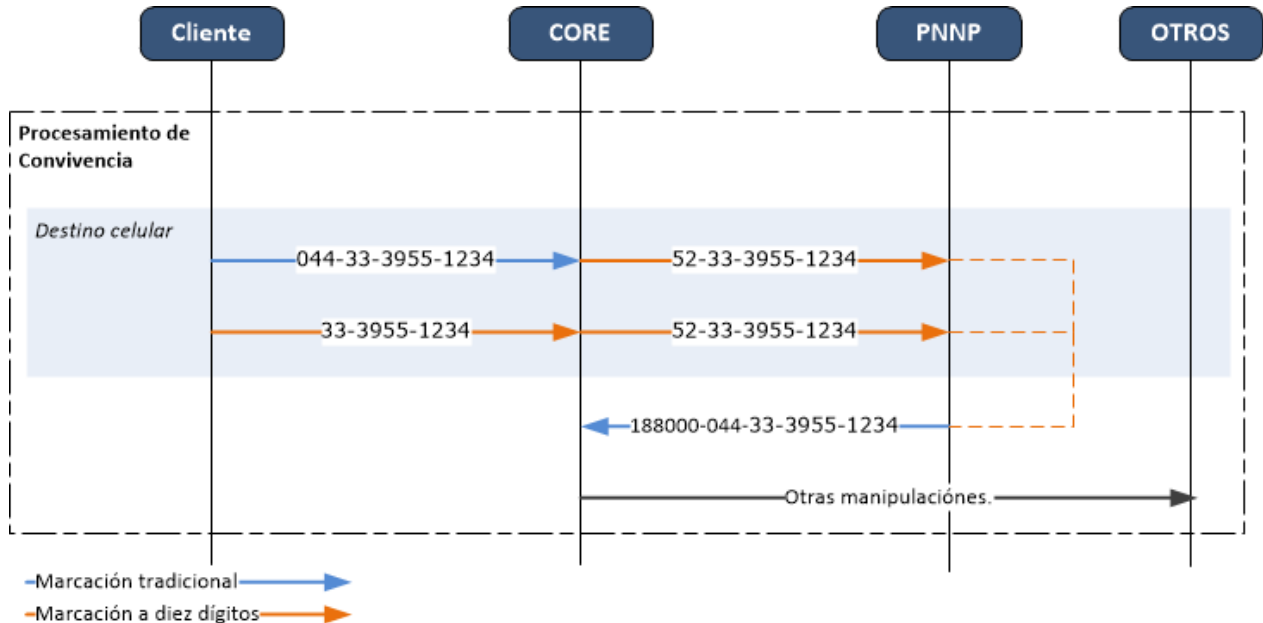 Cliente
CORE
PNNP
OTROS
Procesamiento de
Convivencia
Destino celular
044-33-3955-1234
52-33-3955-1234
33-3955-1234
52-33-3955-1234
188000-044-33-3955-1234
Otras manipulaciónes.
Marcación tradicional
Marcación a diez dígitos